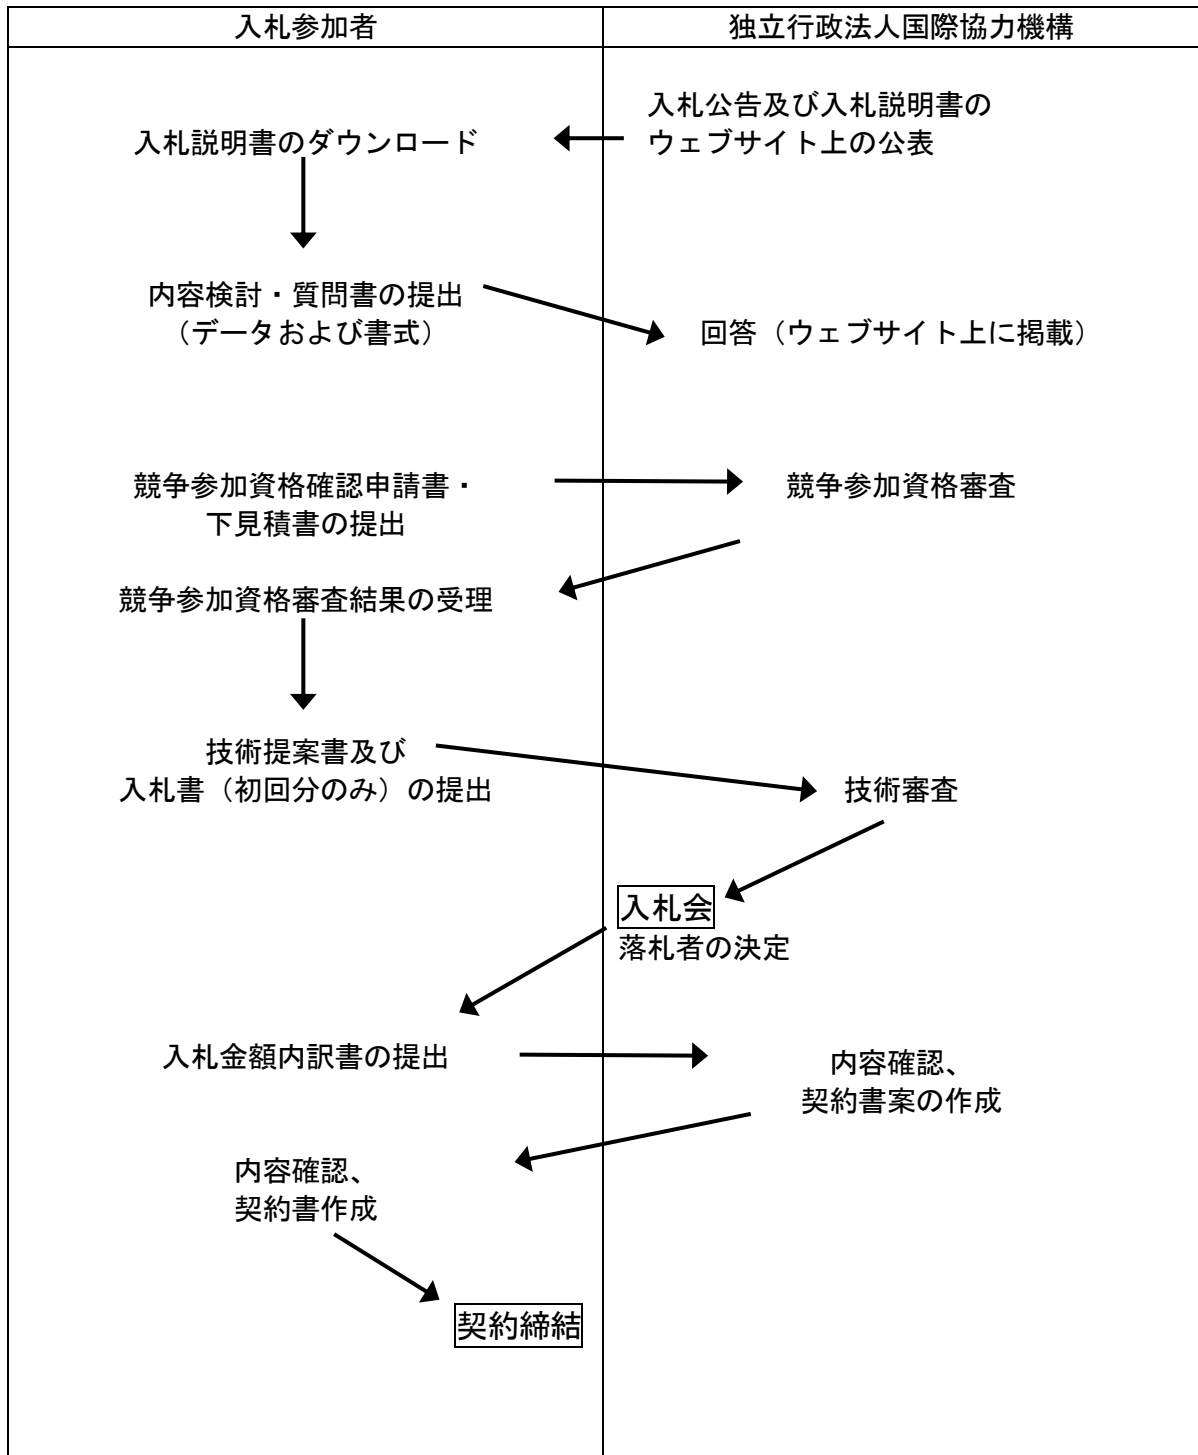 入札参加者
独立行政法人国際協力機構
入札公告及び入札説明書の
ウェブサイト上の公表
入札説明書のダウンロード
内容検討・質問書の提出
（データおよび書式）
回答（ウェブサイト上に掲載）
競争参加資格確認申請書・
下見積書の提出
競争参加資格審査
競争参加資格審査結果の受理
技術提案書及び
入札書（初回分のみ）の提出
技術審査
入札会
落札者の決定
入札金額内訳書の提出
内容確認、
契約書案の作成
内容確認、
契約書作成
契約締結